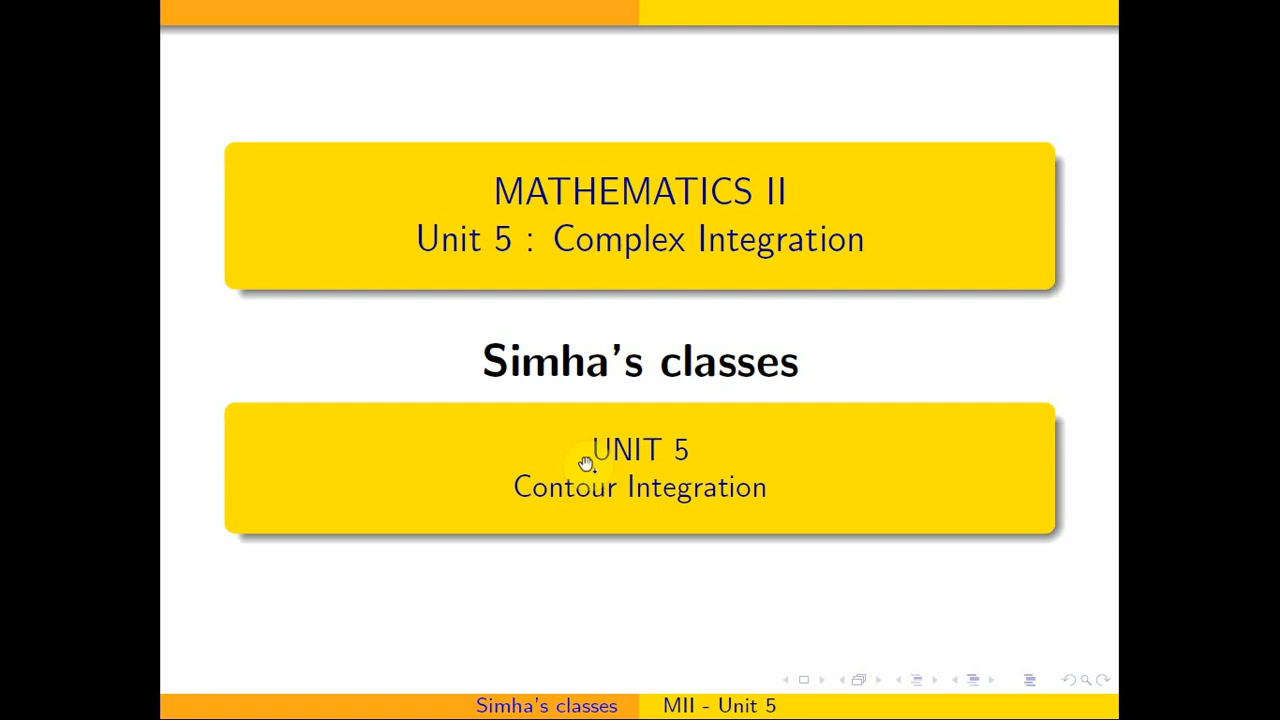 MATHEMATICS II
Unit 5 : Complex Integration
Simha's classes
UNIT 5
Contour Integration
Simha's classes
MII - Unit 5